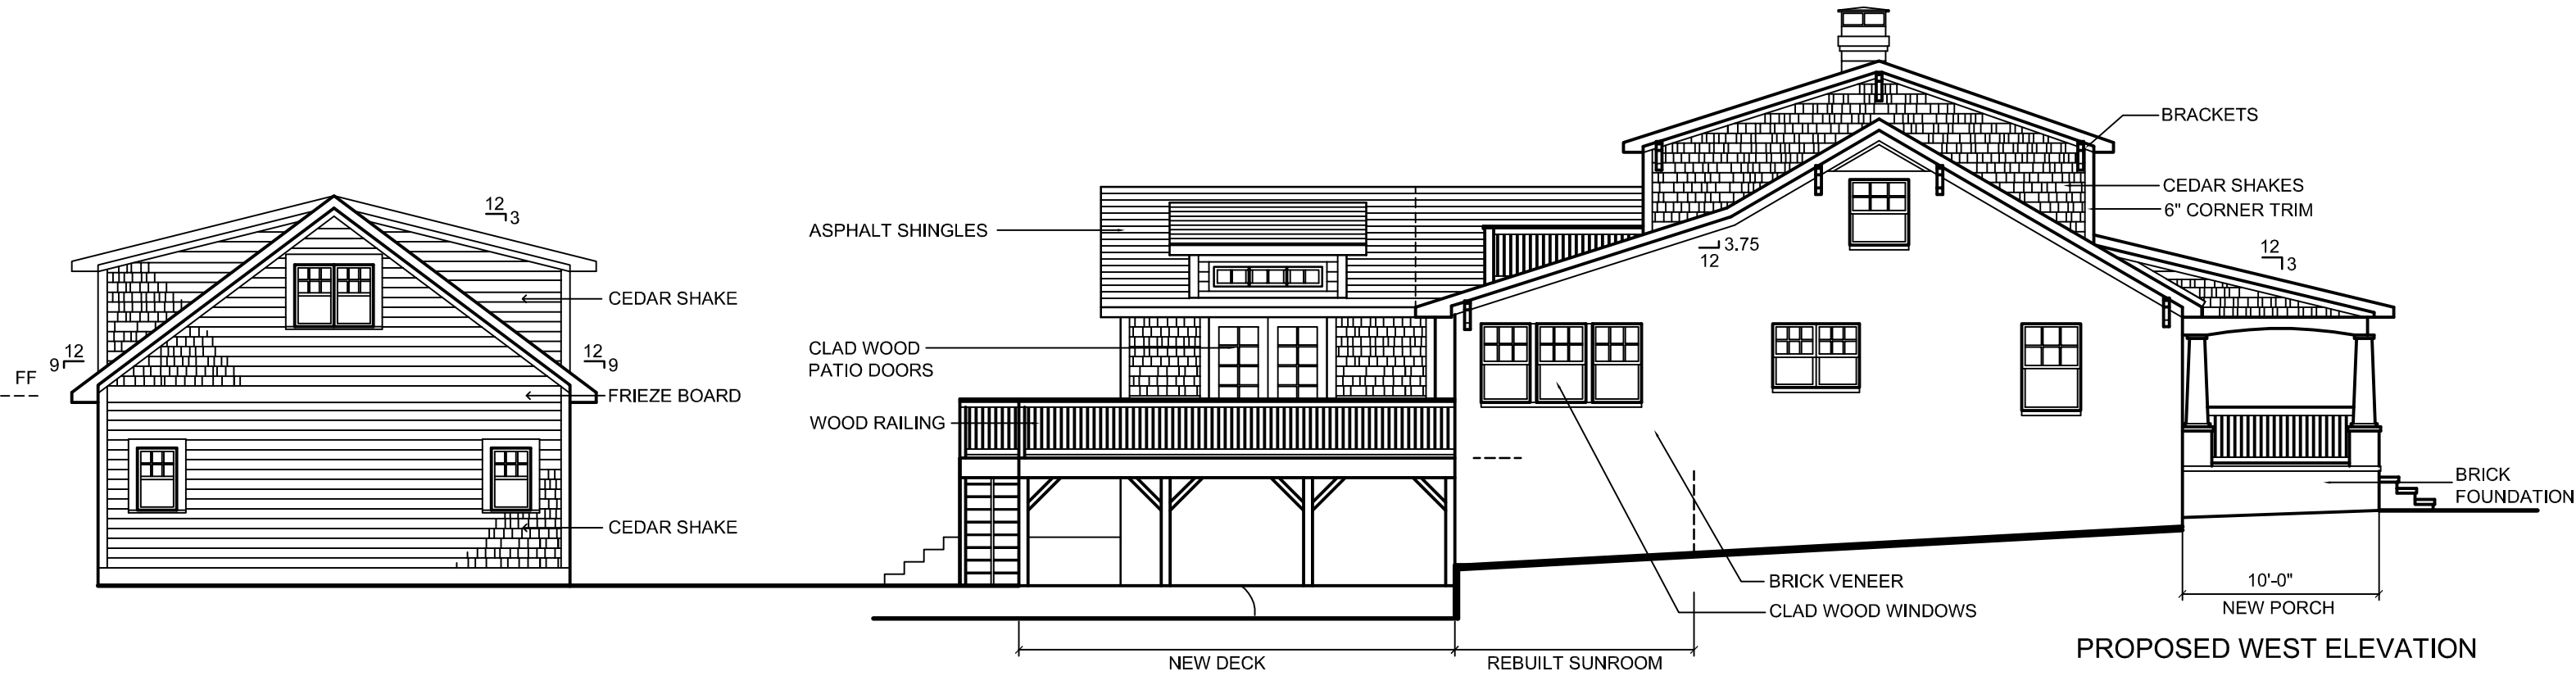 12
3
CEDAR SHAKE
12
9
12
9
FF
FRIEZE BOARD
CEDAR SHAKE
ASPHALT SHINGLES
CLAD WOOD
PATIO DOORS
WOOD RAILING
3.75
12
BRACKETS
CEDAR SHAKES
6" CORNER TRIM
12
3
BRICK
FOUNDATION
BRICK VENEER
CLAD WOOD WINDOWS
10'-0"
NEW PORCH
NEW DECK
REBUILT SUNROOM
PROPOSED WEST ELEVATION